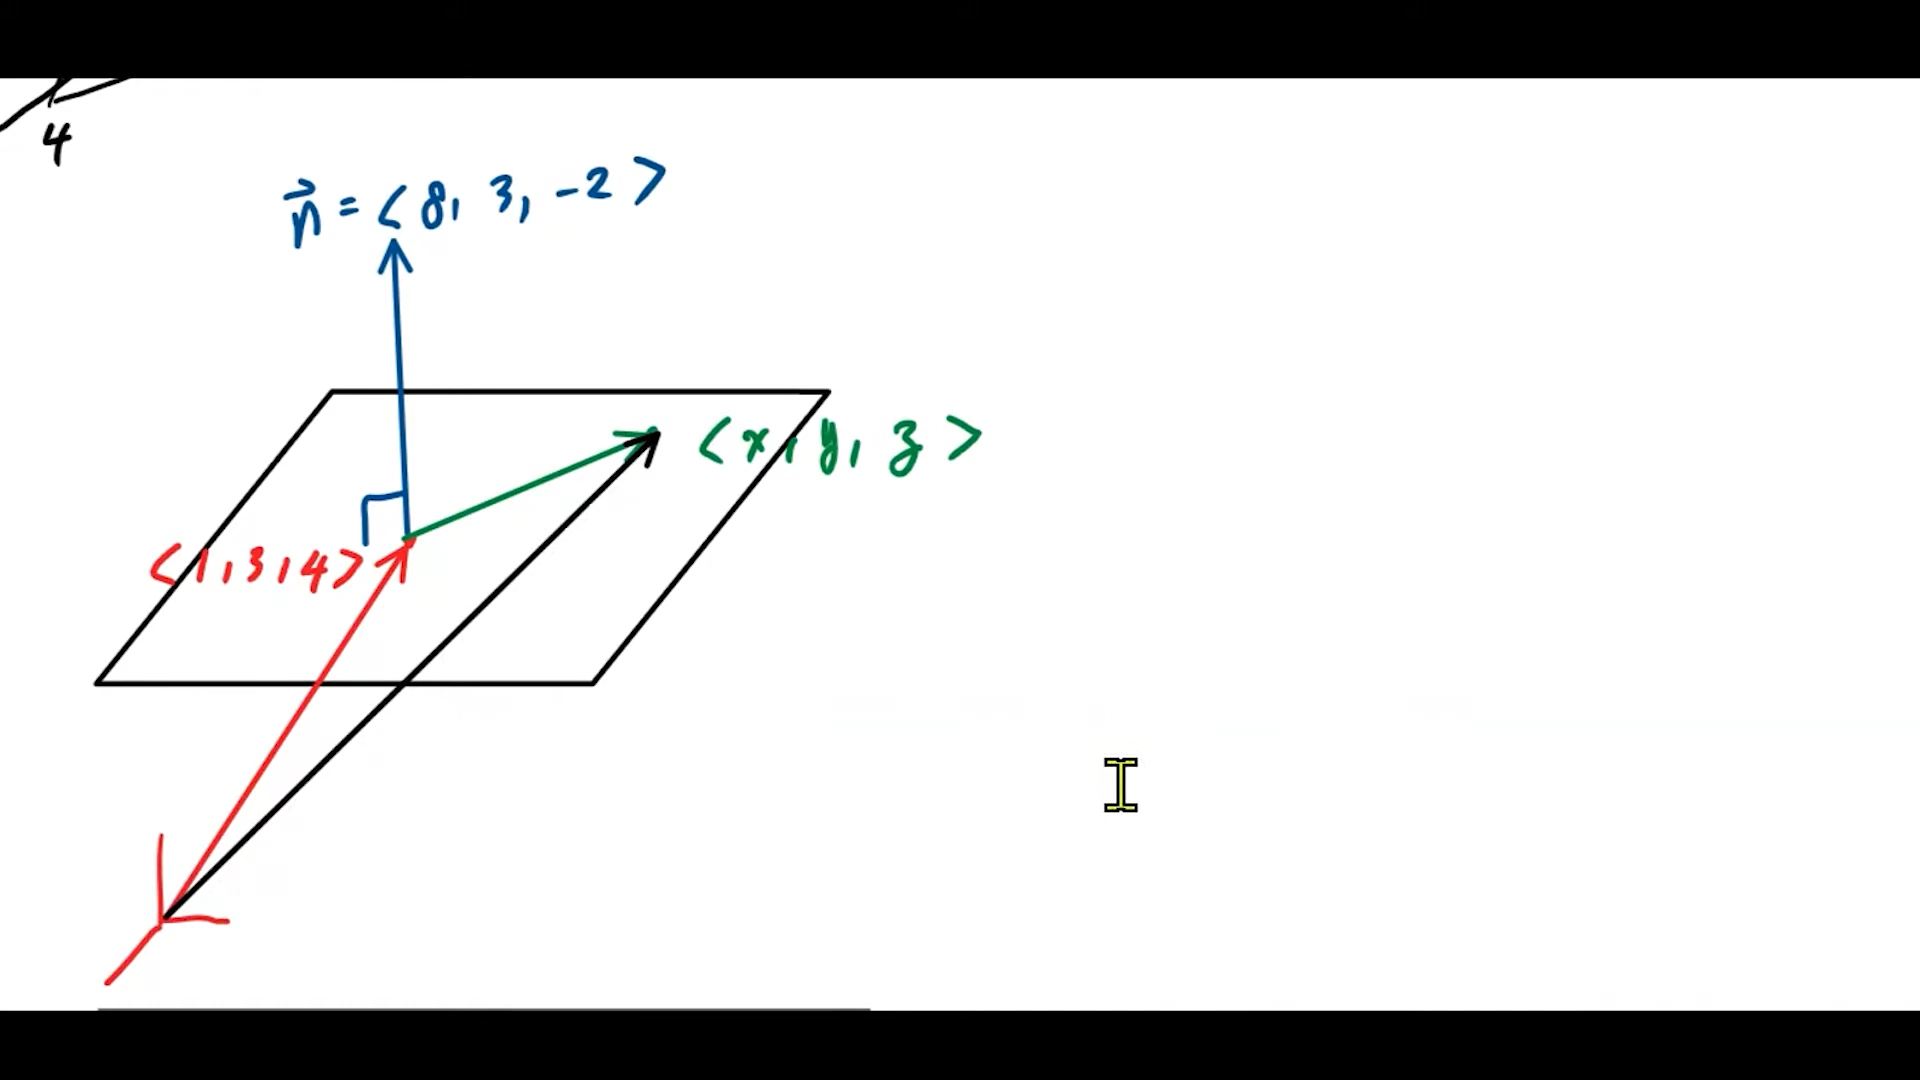 4
n⃗ = < 8, 3, -2 >
< x, y, z >
< 1, 3, 4 >